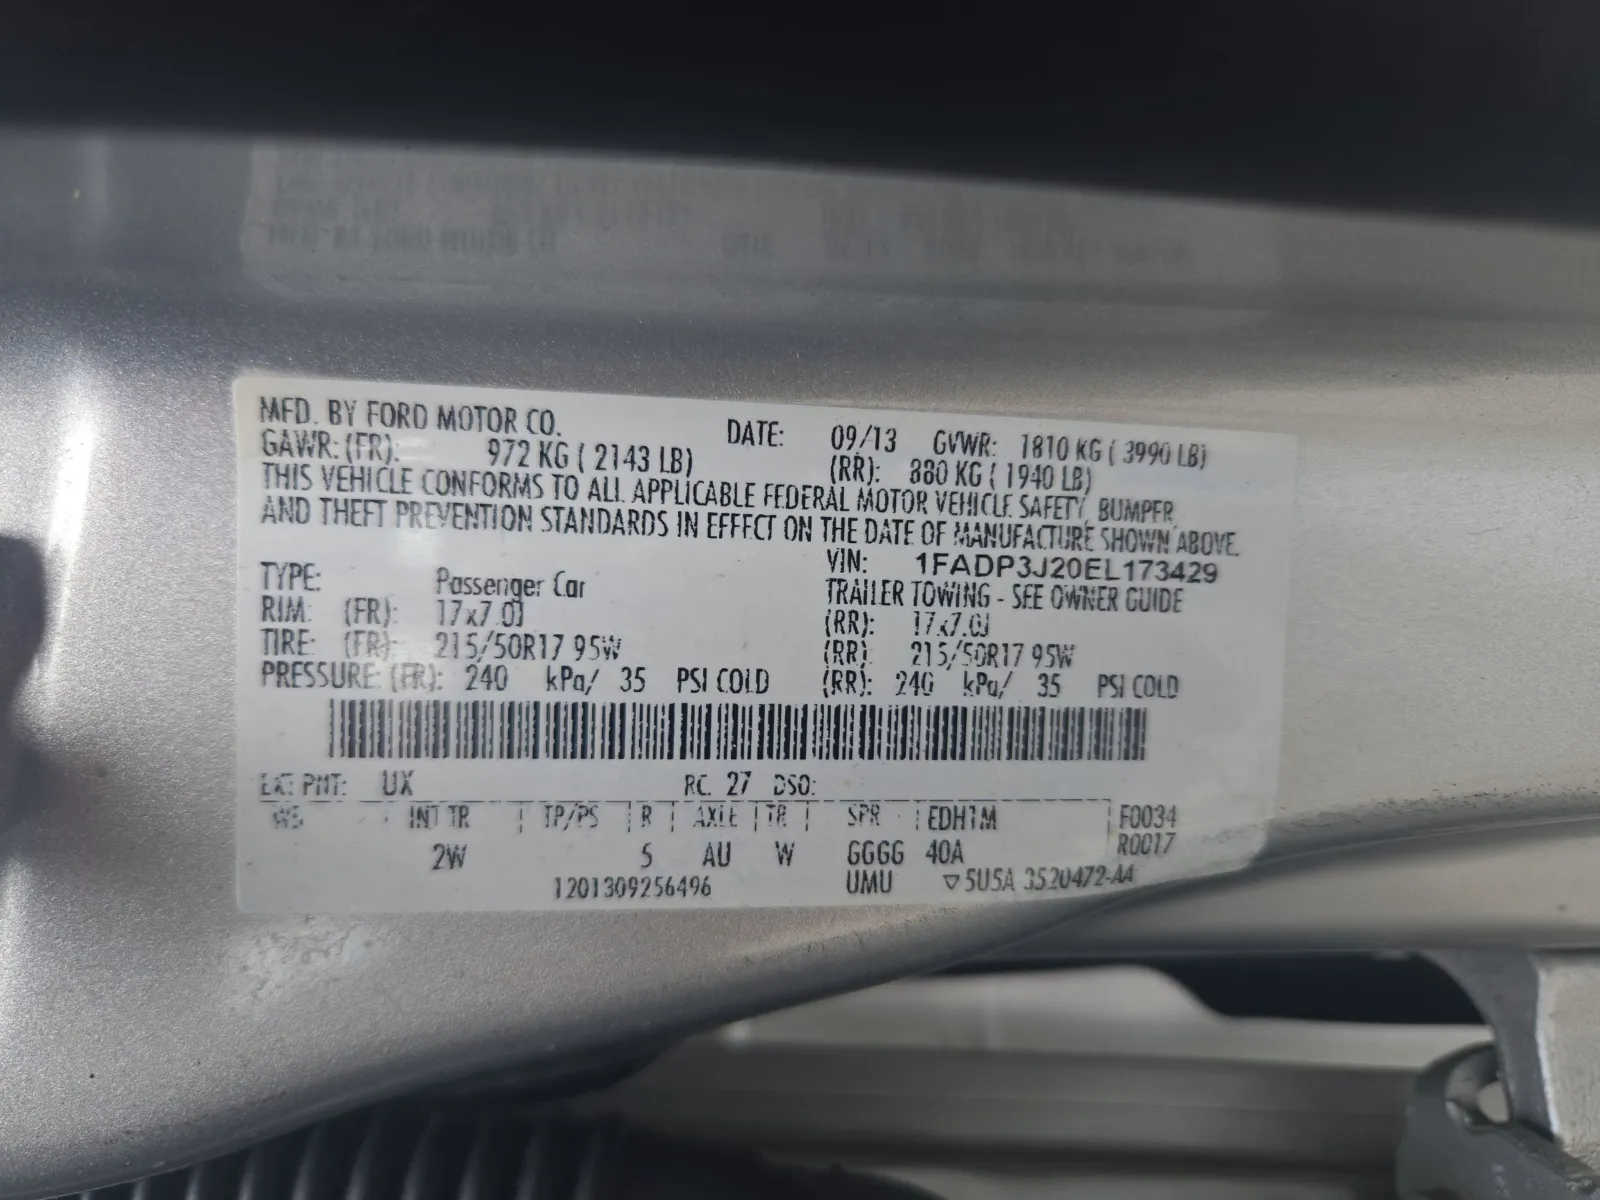 MFD. BY FORD MOTOR CO. DATE: 09/13 GVWR: 1810 KG ( 3990 LB)
GAWR: (FR): 972 KG ( 2143 LB) (RR): 880 KG ( 1940 LB)
THIS VEHICLE CONFORMS TO ALL APPLICABLE FEDERAL MOTOR VEHICLE SAFETY, BUMPER,
AND THEFT PREVENTION STANDARDS IN EFFECT ON THE DATE OF MANUFACTURE SHOWN ABOVE.
VIN: 1FADP3J20EL173429
TYPE: Passenger Car TRAILER TOWING - SEE OWNER GUIDE
RIM: (FR): 17x7.0J (RR): 17x7.0J
TIRE: (FR): 215/50R17 95W (RR): 215/50R17 95W
PRESSURE: (FR): 240 kPa/ 35 PSI COLD (RR): 240 kPa/ 35 PSI COLD
EXT PNT: UX RC: 27 DSO:
WB INT TR TP/PS R AXLE TR SPR EDH1M F0034
2W 5 AU W GGGG 40A R0017
1201309256496 UMU ▽5U5A 3520472-AA